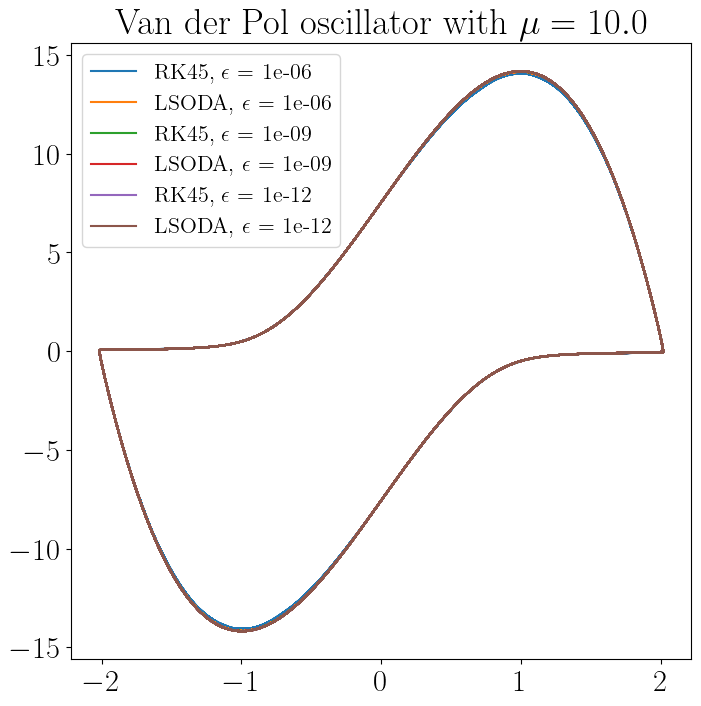 Van der Pol oscillator with μ = 10.0
RK45, ϵ = 1e-06
LSODA, ϵ = 1e-06
RK45, ϵ = 1e-09
LSODA, ϵ = 1e-09
RK45, ϵ = 1e-12
LSODA, ϵ = 1e-12
15
10
5
0
−5
−10
−15
−2 −1 0 1 2